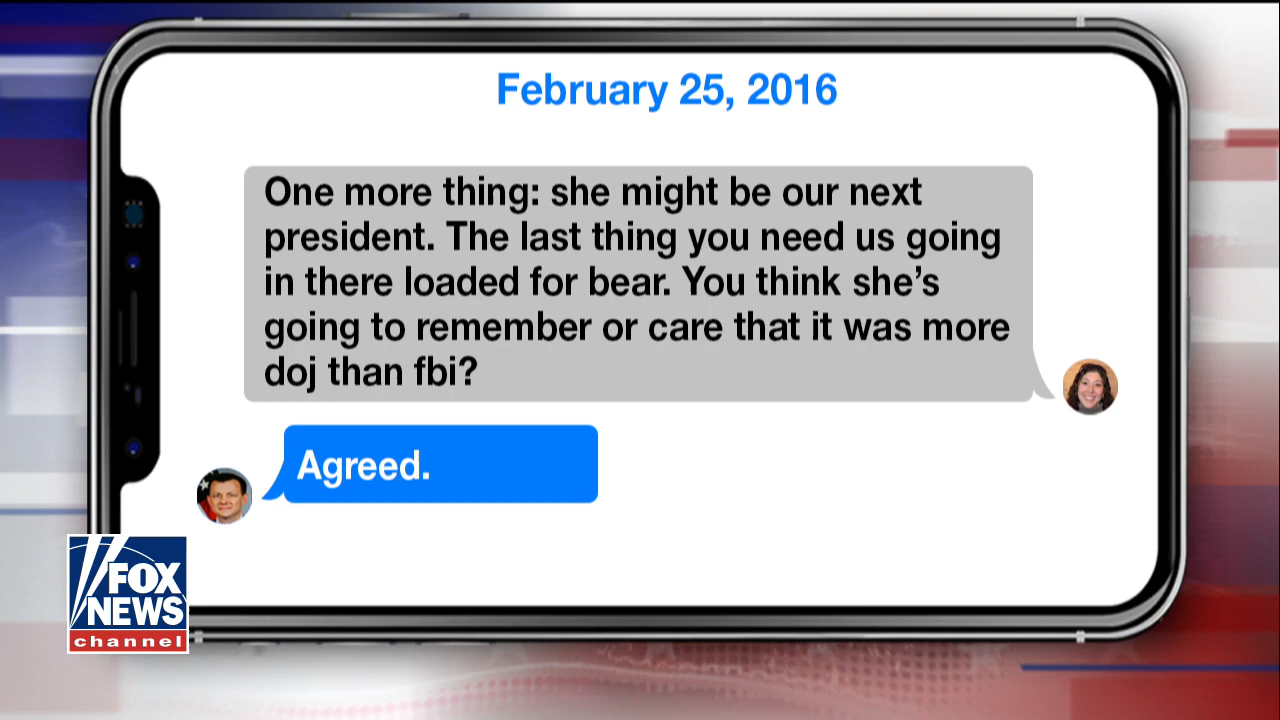 February 25, 2016
One more thing: she might be our next
president. The last thing you need us going
in there loaded for bear. You think she’s
going to remember or care that it was more
doj than fbi?
Agreed.
FOX
NEWS
channel